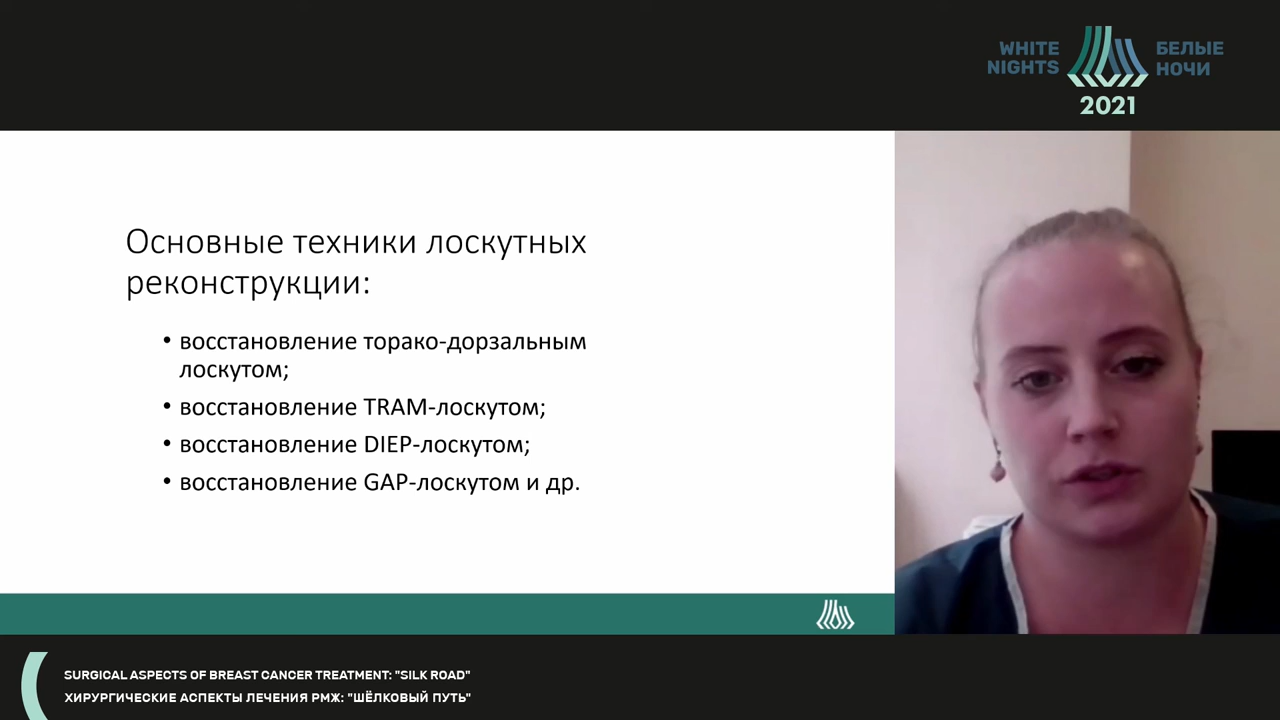 WHITE
NIGHTS
БЕЛЫЕ
НОЧИ
2021
Основные техники лоскутных
реконструкции:
• восстановление торако-дорзальным
лоскутом;
• восстановление TRAM-лоскутом;
• восстановление DIEP-лоскутом;
• восстановление GAP-лоскутом и др.
SURGICAL ASPECTS OF BREAST CANCER TREATMENT: "SILK ROAD"
ХИРУРГИЧЕСКИЕ АСПЕКТЫ ЛЕЧЕНИЯ РМЖ: "ШЁЛКОВЫЙ ПУТЬ"